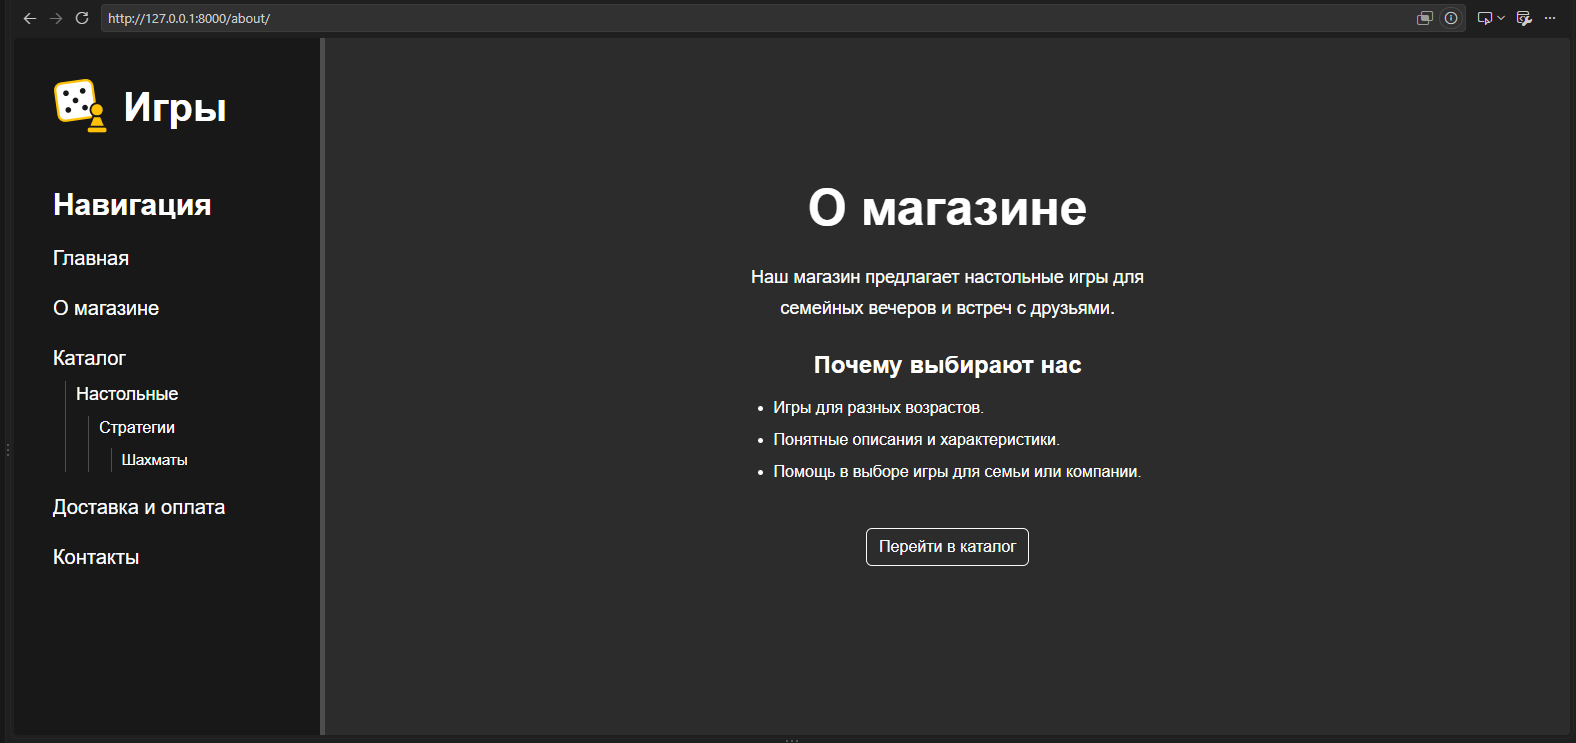 http://127.0.0.1:8000/about/
Игры
Навигация
Главная
О магазине
Каталог
Настольные
Стратегии
Шахматы
Доставка и оплата
Контакты
О магазине
Наш магазин предлагает настольные игры для
семейных вечеров и встреч с друзьями.
Почему выбирают нас
Игры для разных возрастов.
Понятные описания и характеристики.
Помощь в выборе игры для семьи или компании.
Перейти в каталог